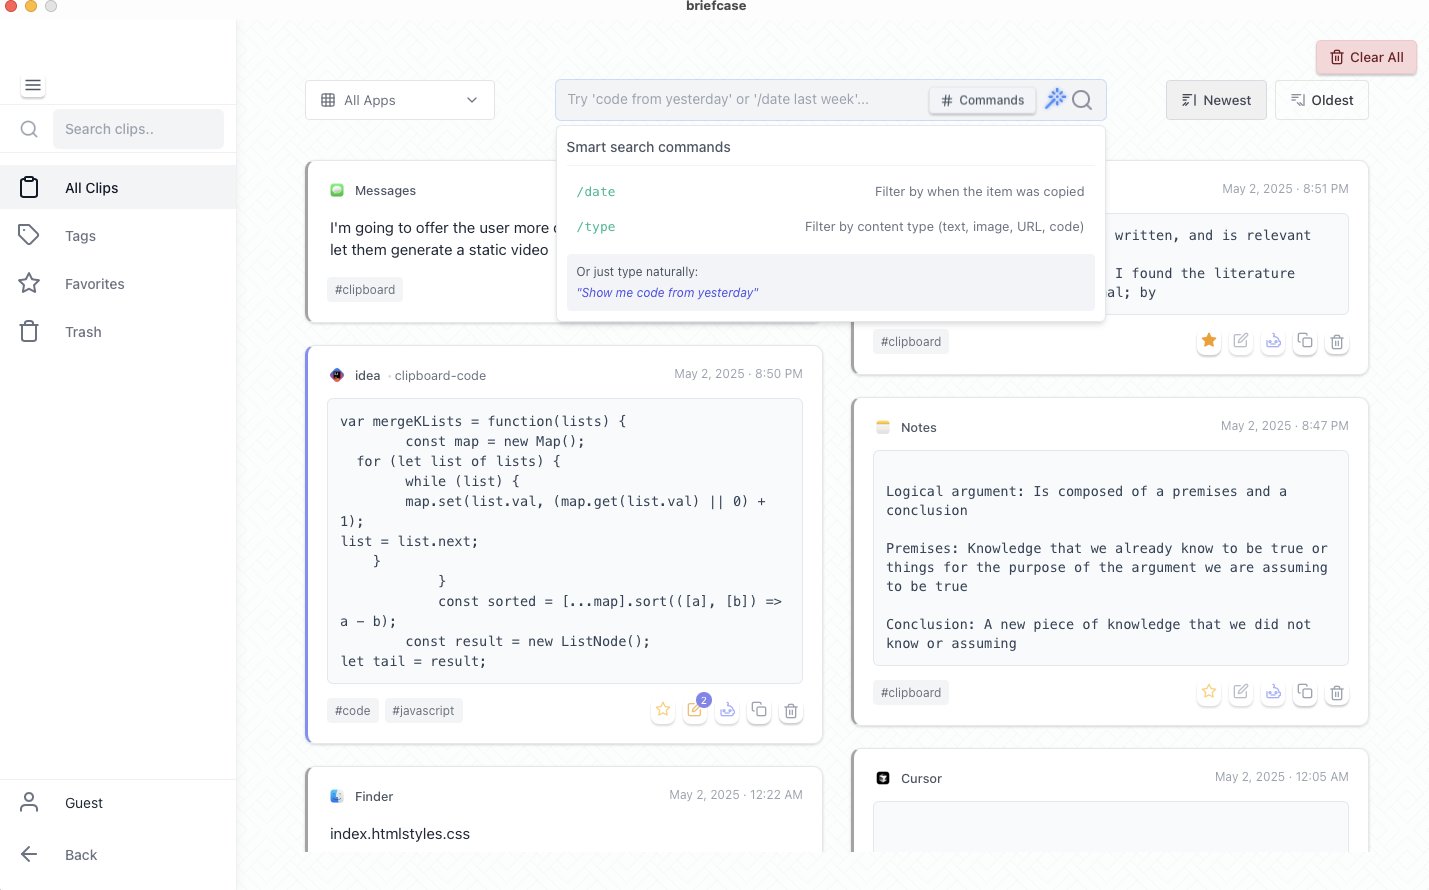 briefcase
Clear All
All Apps
Try 'code from yesterday' or '/date last week'...
# Commands
Newest
Oldest
Search clips..
All Clips
Tags
Favorites
Trash
Guest
Back
Smart search commands
/date
Filter by when the item was copied
/type
Filter by content type (text, image, URL, code)
Or just type naturally:
"Show me code from yesterday"
Messages
I'm going to offer the user more
let them generate a static video
#clipboard
idea · clipboard-code
May 2, 2025 · 8:50 PM
var mergeKLists = function(lists) {
const map = new Map();
for (let list of lists) {
while (list) {
map.set(list.val, (map.get(list.val) || 0) +
1);
list = list.next;
}
}
const sorted = [...map].sort(([a], [b]) =>
a - b);
const result = new ListNode();
let tail = result;
#code
#javascript
2
Finder
May 2, 2025 · 12:22 AM
index.htmlstyles.css
May 2, 2025 · 8:51 PM
written, and is relevant
I found the literature
al; by
#clipboard
Notes
May 2, 2025 · 8:47 PM
Logical argument: Is composed of a premises and a
conclusion
Premises: Knowledge that we already know to be true or
things for the purpose of the argument we are assuming
to be true
Conclusion: A new piece of knowledge that we did not
know or assuming
#clipboard
Cursor
May 2, 2025 · 12:05 AM